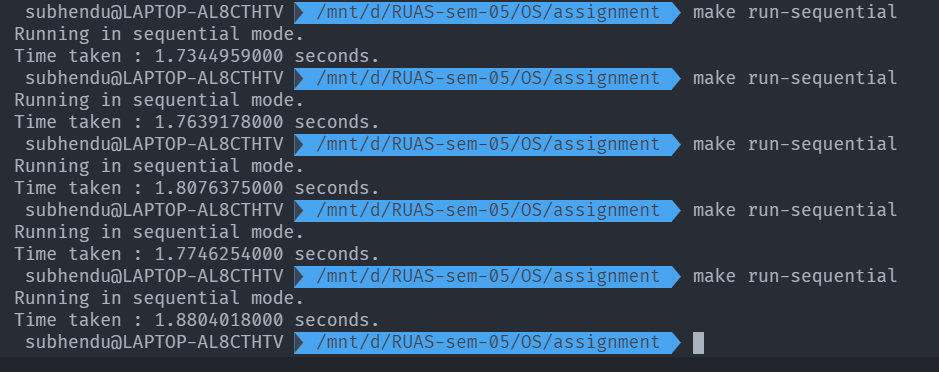 subhendu@LAPTOP-AL8CTHTV /mnt/d/RUAS-sem-05/OS/assignment make run-sequential
Running in sequential mode.
Time taken : 1.7344959000 seconds.
subhendu@LAPTOP-AL8CTHTV /mnt/d/RUAS-sem-05/OS/assignment make run-sequential
Running in sequential mode.
Time taken : 1.7639178000 seconds.
subhendu@LAPTOP-AL8CTHTV /mnt/d/RUAS-sem-05/OS/assignment make run-sequential
Running in sequential mode.
Time taken : 1.8076375000 seconds.
subhendu@LAPTOP-AL8CTHTV /mnt/d/RUAS-sem-05/OS/assignment make run-sequential
Running in sequential mode.
Time taken : 1.7746254000 seconds.
subhendu@LAPTOP-AL8CTHTV /mnt/d/RUAS-sem-05/OS/assignment make run-sequential
Running in sequential mode.
Time taken : 1.8804018000 seconds.
subhendu@LAPTOP-AL8CTHTV /mnt/d/RUAS-sem-05/OS/assignment